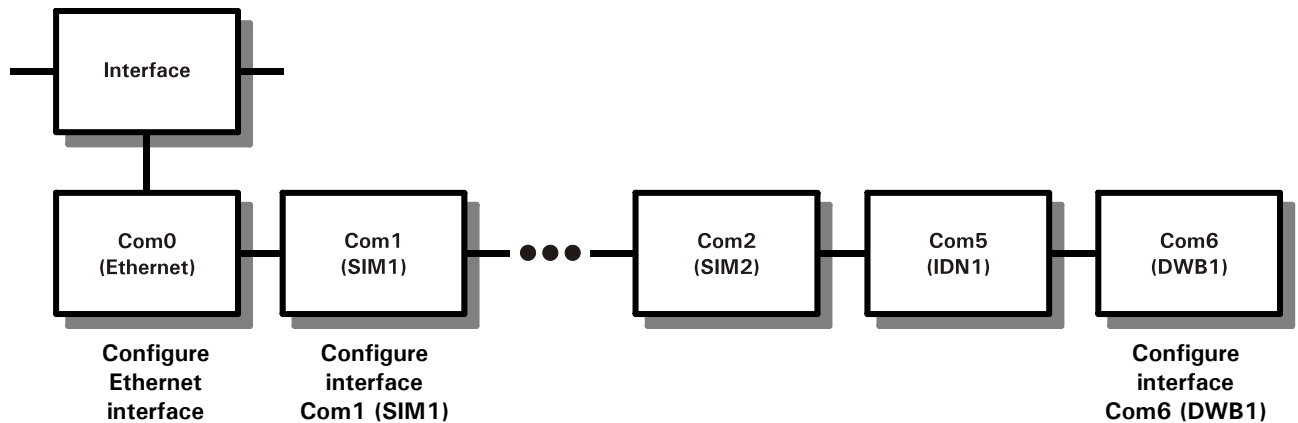 Interface
Com0
(Ethernet)
Com1
(SIM1)
Com2
(SIM2)
Com5
(IDN1)
Com6
(DWB1)
Configure
Ethernet
interface
Configure
interface
Com1 (SIM1)
Configure
interface
Com6 (DWB1)